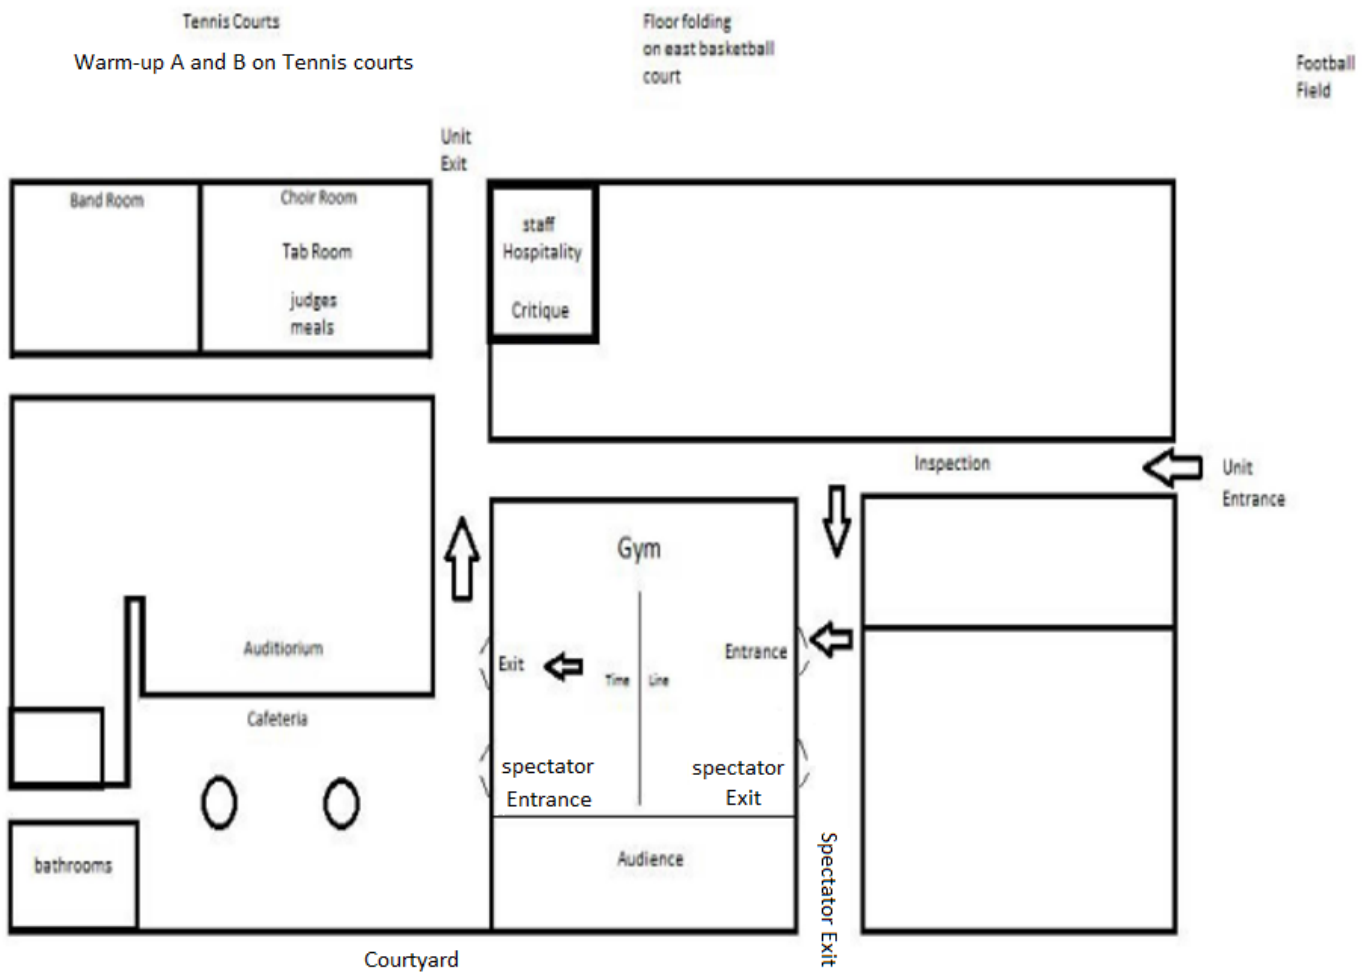 Tennis Courts
Warm-up A and B on Tennis courts
Floor folding
on east basketball
court
Football
Field
Unit
Exit
Band Room
Choir Room
Tab Room
judges
meals
staff
Hospitality
Critique
Inspection
Unit
Entrance
Gym
Auditiorium
Exit
Entrance
Time
Line
Cafeteria
spectator
Entrance
spectator
Exit
bathrooms
Audience
Spectator Exit
Courtyard